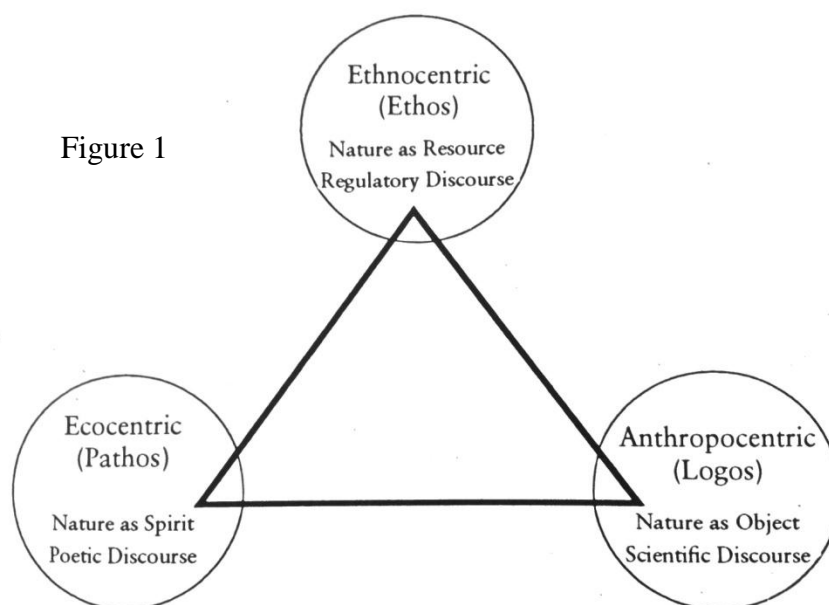 Ethnocentric
(Ethos)
Figure 1
Nature as Resource
Regulatory Discourse
Ecocentric
(Pathos)
Nature as Spirit
Poetic Discourse
Anthropocentric
(Logos)
Nature as Object
Scientific Discourse